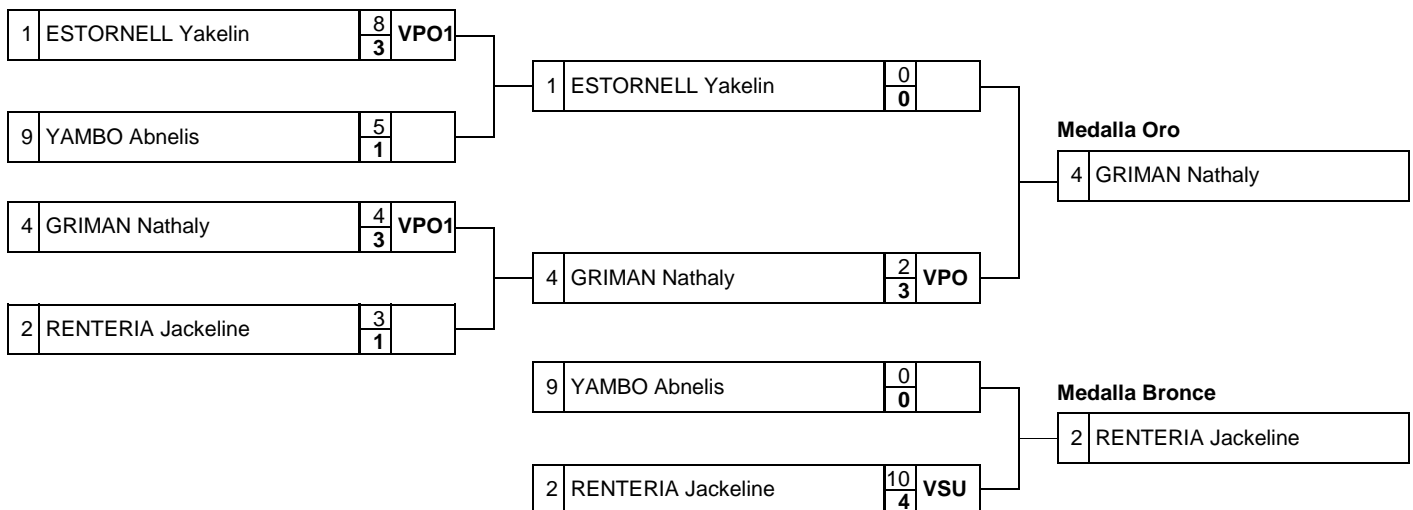 1 ESTORNELL Yakelin 8 3 VPO1
9 YAMBO Abnelis 5 1
4 GRIMAN Nathaly 4 3 VPO1
2 RENTERIA Jackeline 3 1
1 ESTORNELL Yakelin 0 0
4 GRIMAN Nathaly 2 3 VPO
Medalla Oro
4 GRIMAN Nathaly
9 YAMBO Abnelis 0 0
2 RENTERIA Jackeline 10 4 VSU
Medalla Bronce
2 RENTERIA Jackeline